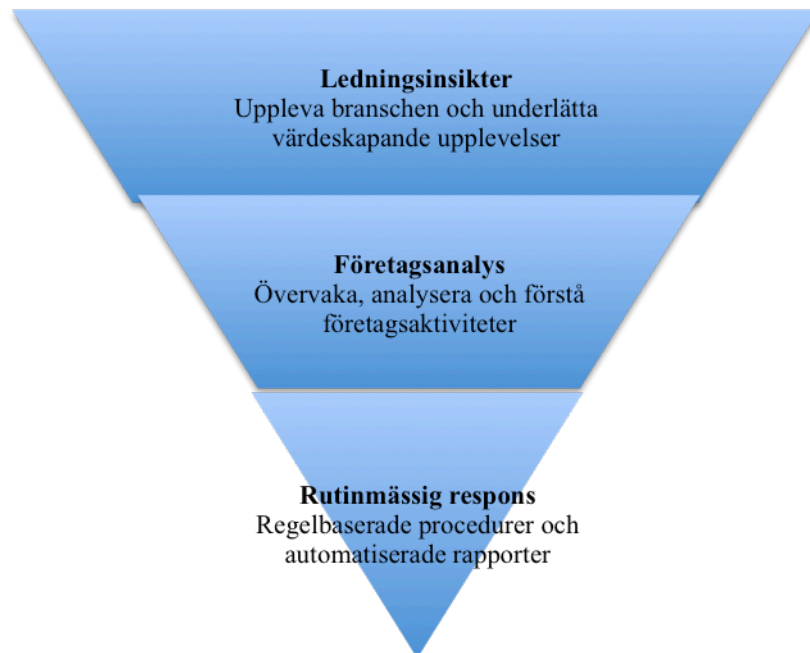 Ledningsinsikter
Uppleva branschen och underlätta
värdeskapande upplevelser
Företagsanalys
Övervaka, analysera och förstå
företagsaktiviteter
Rutinmässig respons
Regelbaserade procedurer och
automatiserade rapporter